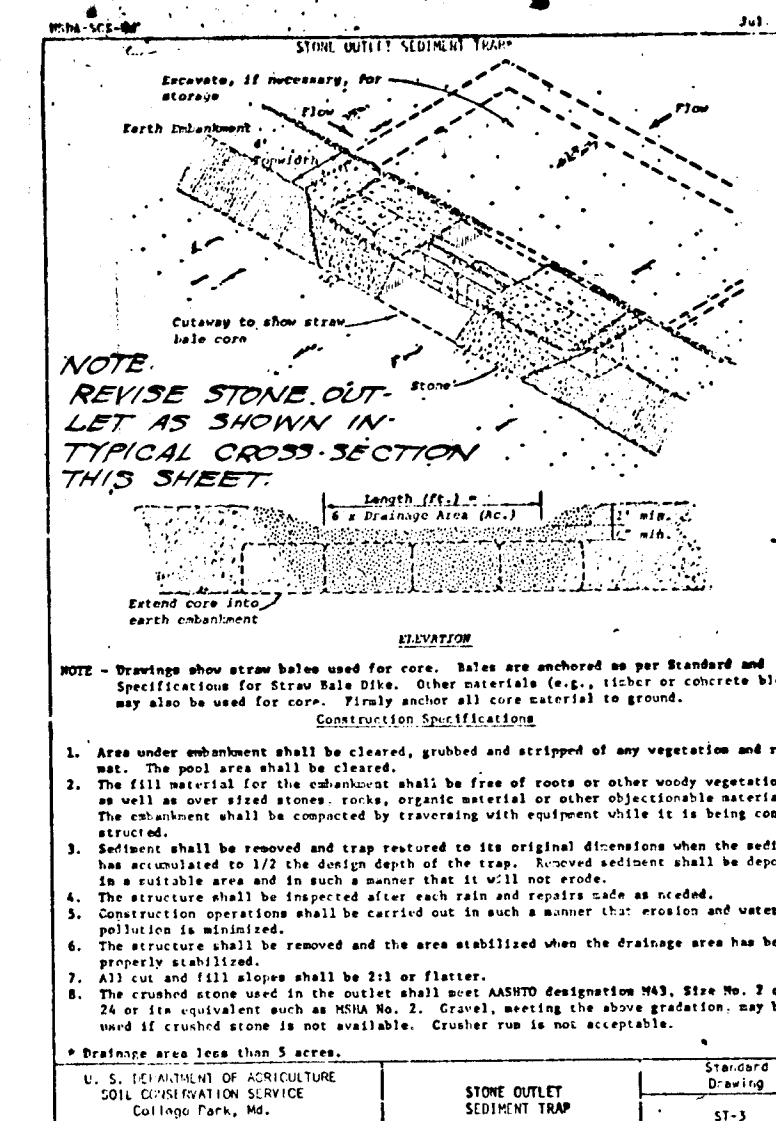 USDA-SCS-
Jul.
STONE OUTLET SEDIMENT TRAP*
Excavate, if necessary, for
storage
Flow
Flow
Earth Embankment
4'
Topwidth
Cutaway to show straw
bale core
Stone
NOTE.
REVISE STONE OUT-
LET AS SHOWN IN
TYPICAL CROSS-SECTION
THIS SHEET.
Length (ft.) =
6 x Drainage Area (Ac.)
1' min.
" min.
Extend core into
earth embankment
ELEVATION
NOTE - Drawings show straw bales used for core. Bales are anchored as per Standard and
Specifications for Straw Bale Dike. Other materials (e.g., timber or concrete bl
may also be used for core. Firmly anchor all core material to ground.
Construction Specifications
1. Area under embankment shall be cleared, grubbed and stripped of any vegetation and r
mat. The pool area shall be cleared.
2. The fill material for the embankment shall be free of roots or other woody vegetatio
as well as over sized stones, rocks, organic material or other objectionable materia
The embankment shall be compacted by traversing with equipment while it is being con
structed.
3. Sediment shall be removed and trap restored to its original dimensions when the sedi
has accumulated to 1/2 the design depth of the trap. Removed sediment shall be depo
in a suitable area and in such a manner that it will not erode.
4. The structure shall be inspected after each rain and repairs made as needed.
5. Construction operations shall be carried out in such a manner that erosion and water
pollution is minimized.
6. The structure shall be removed and the area stabilized when the drainage area has be
properly stabilized.
7. All cut and fill slopes shall be 2:1 or flatter.
8. The crushed stone used in the outlet shall meet AASHTO designation M43, Size No. 2 o
24 or its equivalent such as MSHA No. 2. Gravel, meeting the above gradation, may b
used if crushed stone is not available. Crusher run is not acceptable.
* Drainage area less than 5 acres.
U. S. DEPARTMENT OF AGRICULTURE
SOIL CONSERVATION SERVICE
College Park, Md.
STONE OUTLET
SEDIMENT TRAP
Standard
Drawing
ST-3